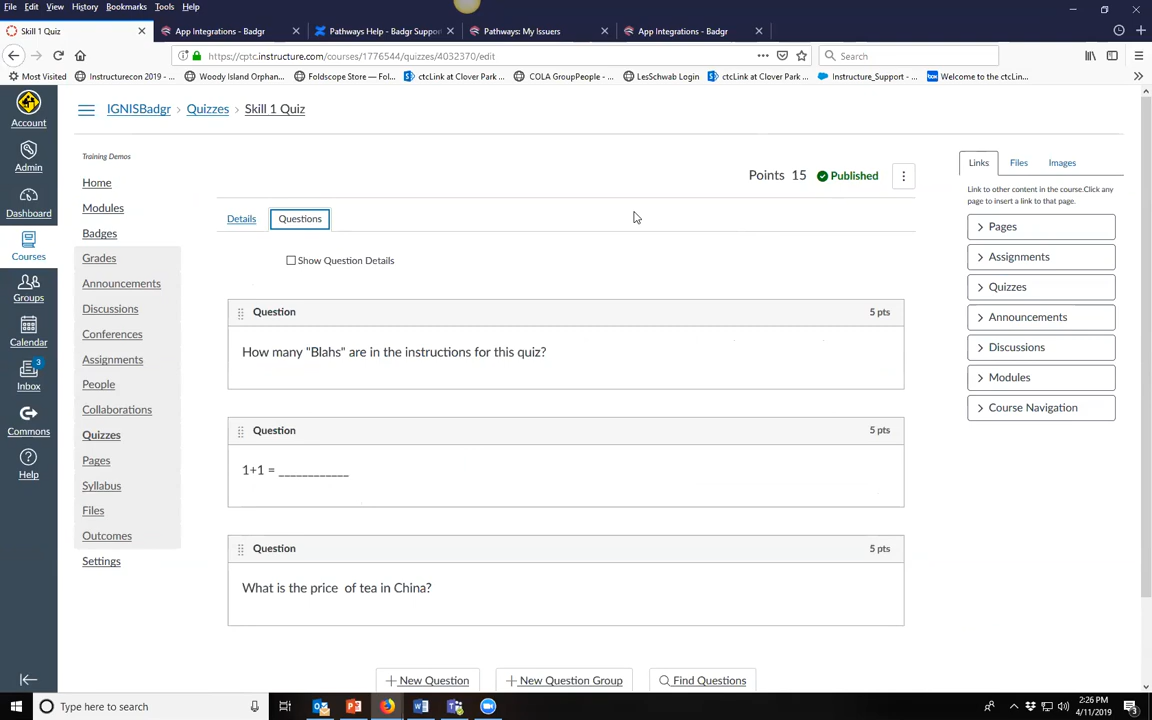 File Edit View History Bookmarks Tools Help
Skill 1 Quiz App Integrations - Badgr Pathways Help - Badgr Support Pathways: My Issuers App Integrations - Badgr
https://cptc.instructure.com/courses/1776544/quizzes/4032370/edit Search
Most Visited Instructurecon 2019 - ... Woody Island Orphan... Foldscope Store — Fol... ctcLink at Clover Park ... COLA GroupPeople - ... LesSchwab Login ctcLink at Clover Park ... Instructure_Support - ... Welcome to the ctcLin...
Account
Admin
Dashboard
Courses
Groups
Calendar
3
Inbox
Commons
Help
IGNISBadgr › Quizzes › Skill 1 Quiz
Training Demos
Home
Modules
Badges
Grades
Announcements
Discussions
Conferences
Assignments
People
Collaborations
Quizzes
Pages
Syllabus
Files
Outcomes
Settings
Points 15 Published
Details Questions
Show Question Details
Question 5 pts
How many "Blahs" are in the instructions for this quiz?
Question 5 pts
1+1 = ____________
Question 5 pts
What is the price of tea in China?
+ New Question + New Question Group Find Questions
Links Files Images
Link to other content in the course.Click any
page to insert a link to that page.
Pages
Assignments
Quizzes
Announcements
Discussions
Modules
Course Navigation
Type here to search
2:26 PM
4/11/2019
3